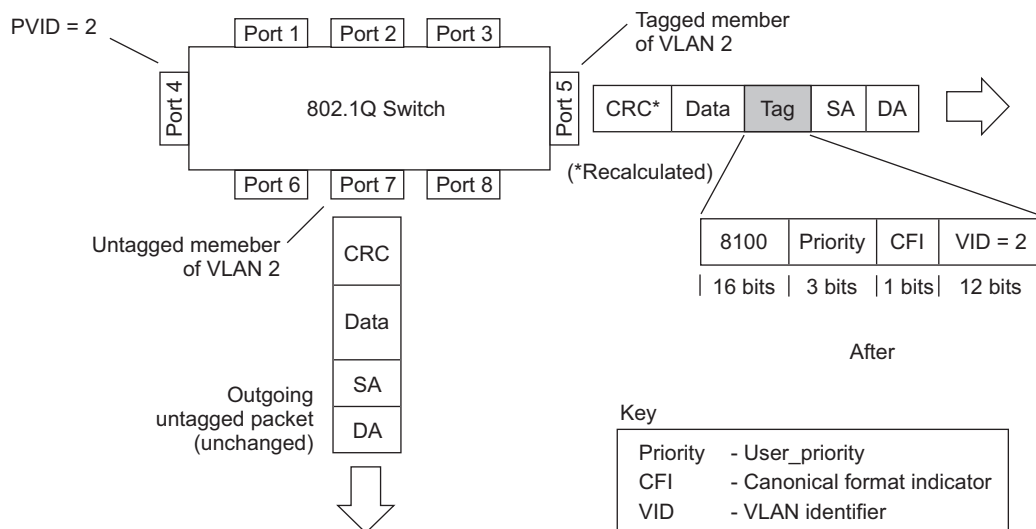 PVID = 2
Port 1
Port 2
Port 3
Tagged member
of VLAN 2
Port 4
802.1Q Switch
Port 5
CRC*
Data
Tag
SA
DA
(*Recalculated)
Port 6
Port 7
Port 8
Untagged memeber
of VLAN 2
CRC
8100
Priority
CFI
VID = 2
16 bits
3 bits
1 bits
12 bits
Data
After
SA
Outgoing
untagged packet
(unchanged)
DA
Key
Priority - User_priority
CFI - Canonical format indicator
VID - VLAN identifier